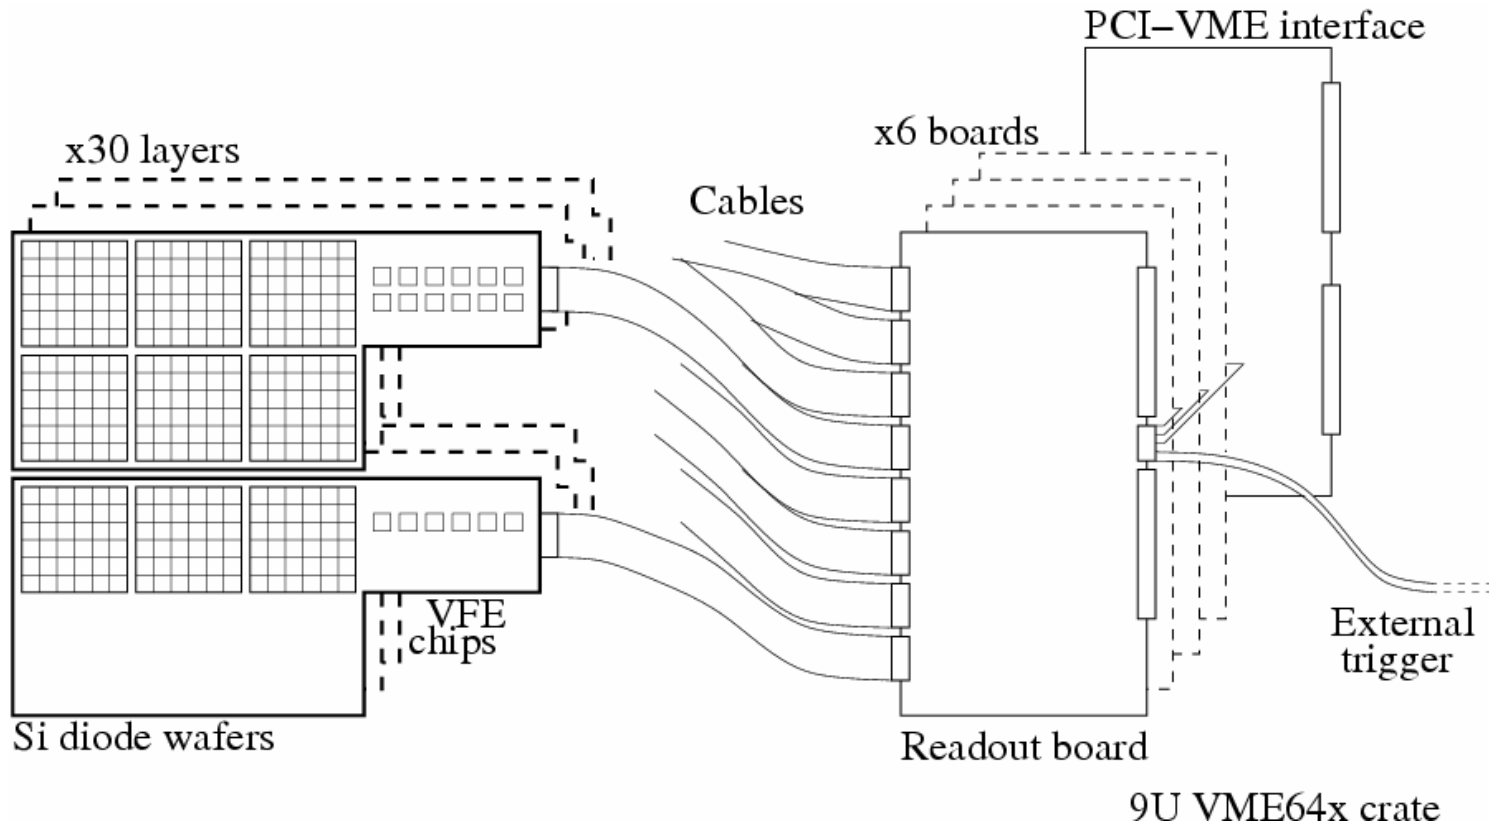 PCI–VME interface
x6 boards
x30 layers
Cables
VFE
chips
External
trigger
Si diode wafers
Readout board
9U VME64x crate